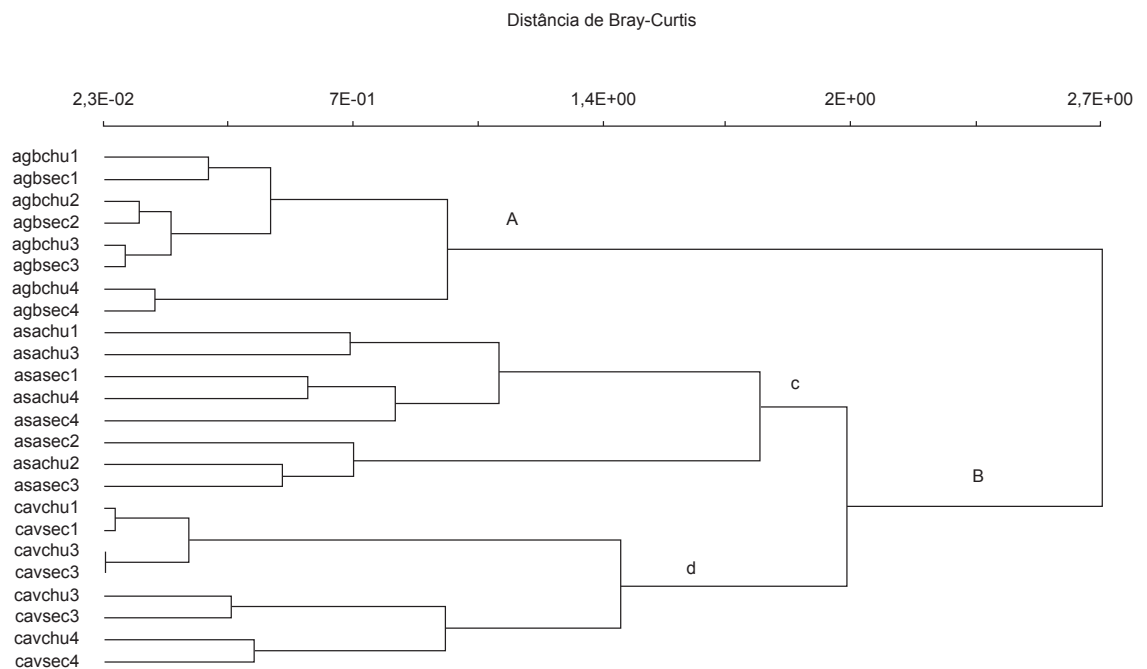 Distância de Bray-Curtis
2,3E-02 7E-01 1,4E+00 2E+00 2,7E+00
agbchu1
agbsec1
agbchu2
agbsec2
A
agbchu3
agbsec3
agbchu4
agbsec4
asachu1
asachu3
asasec1
c
asachu4
asasec4
asasec2
asachu2
B
asasec3
cavchu1
cavsec1
cavchu3
cavsec3
d
cavchu3
cavsec3
cavchu4
cavsec4